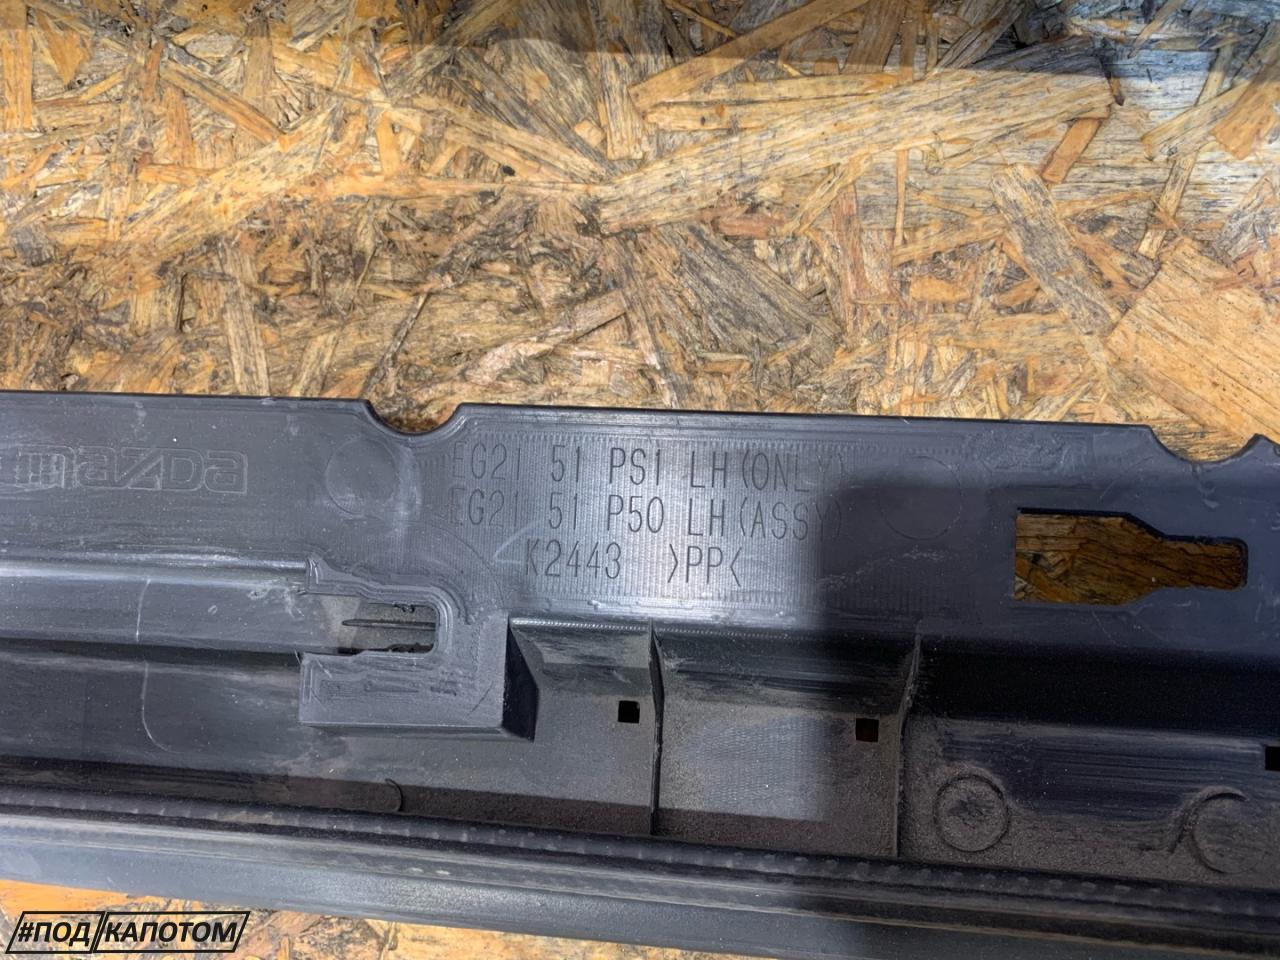 mazda
EG21 51 PS1 LH(ONLY)
EG21 51 P50 LH(ASSY)
K2443 >PP<
#ПОД/КАПОТОМ